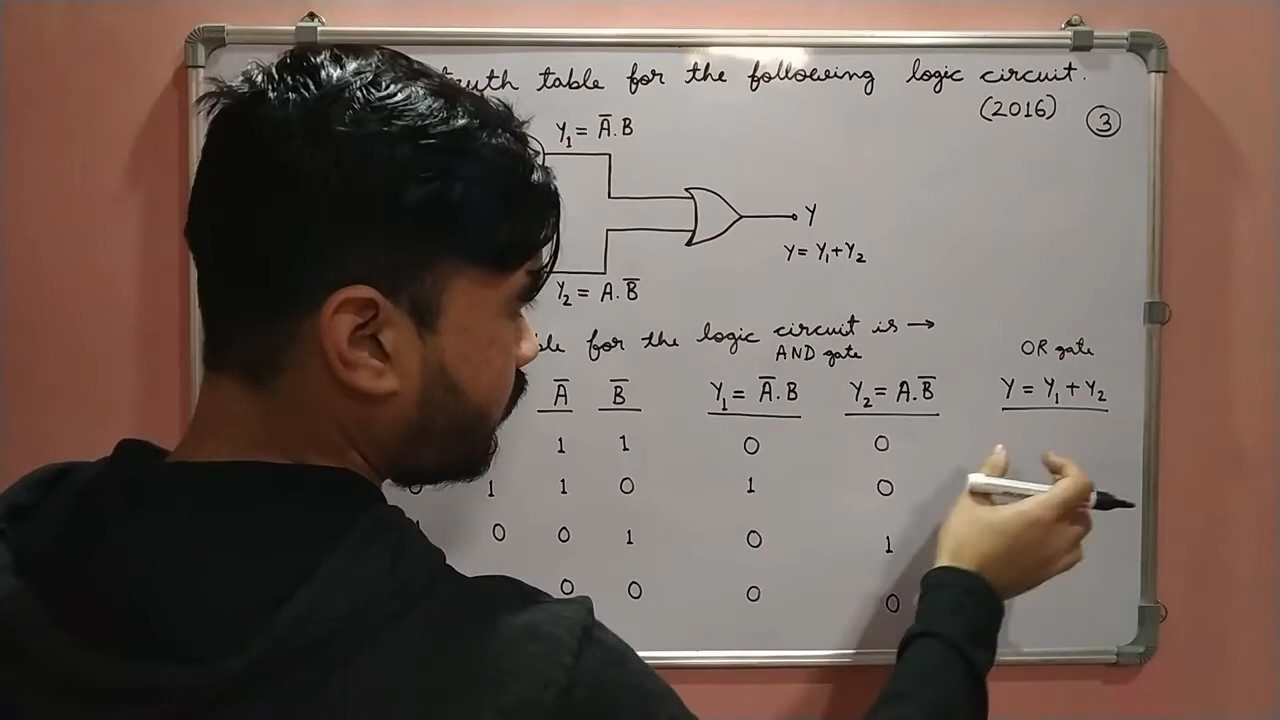 truth table for the following logic circuit.
(2016) 3
Y₁ = A̅.B
Y
Y = Y₁+Y₂
Y₂ = A.B̅
for the logic circuit is →
AND gate OR gate
A̅ B̅ Y₁ = A̅.B Y₂ = A.B̅ Y = Y₁ + Y₂
1 1 0 0
0 1 1 0 1 0
0 0 1 0 1
0 0 0 0